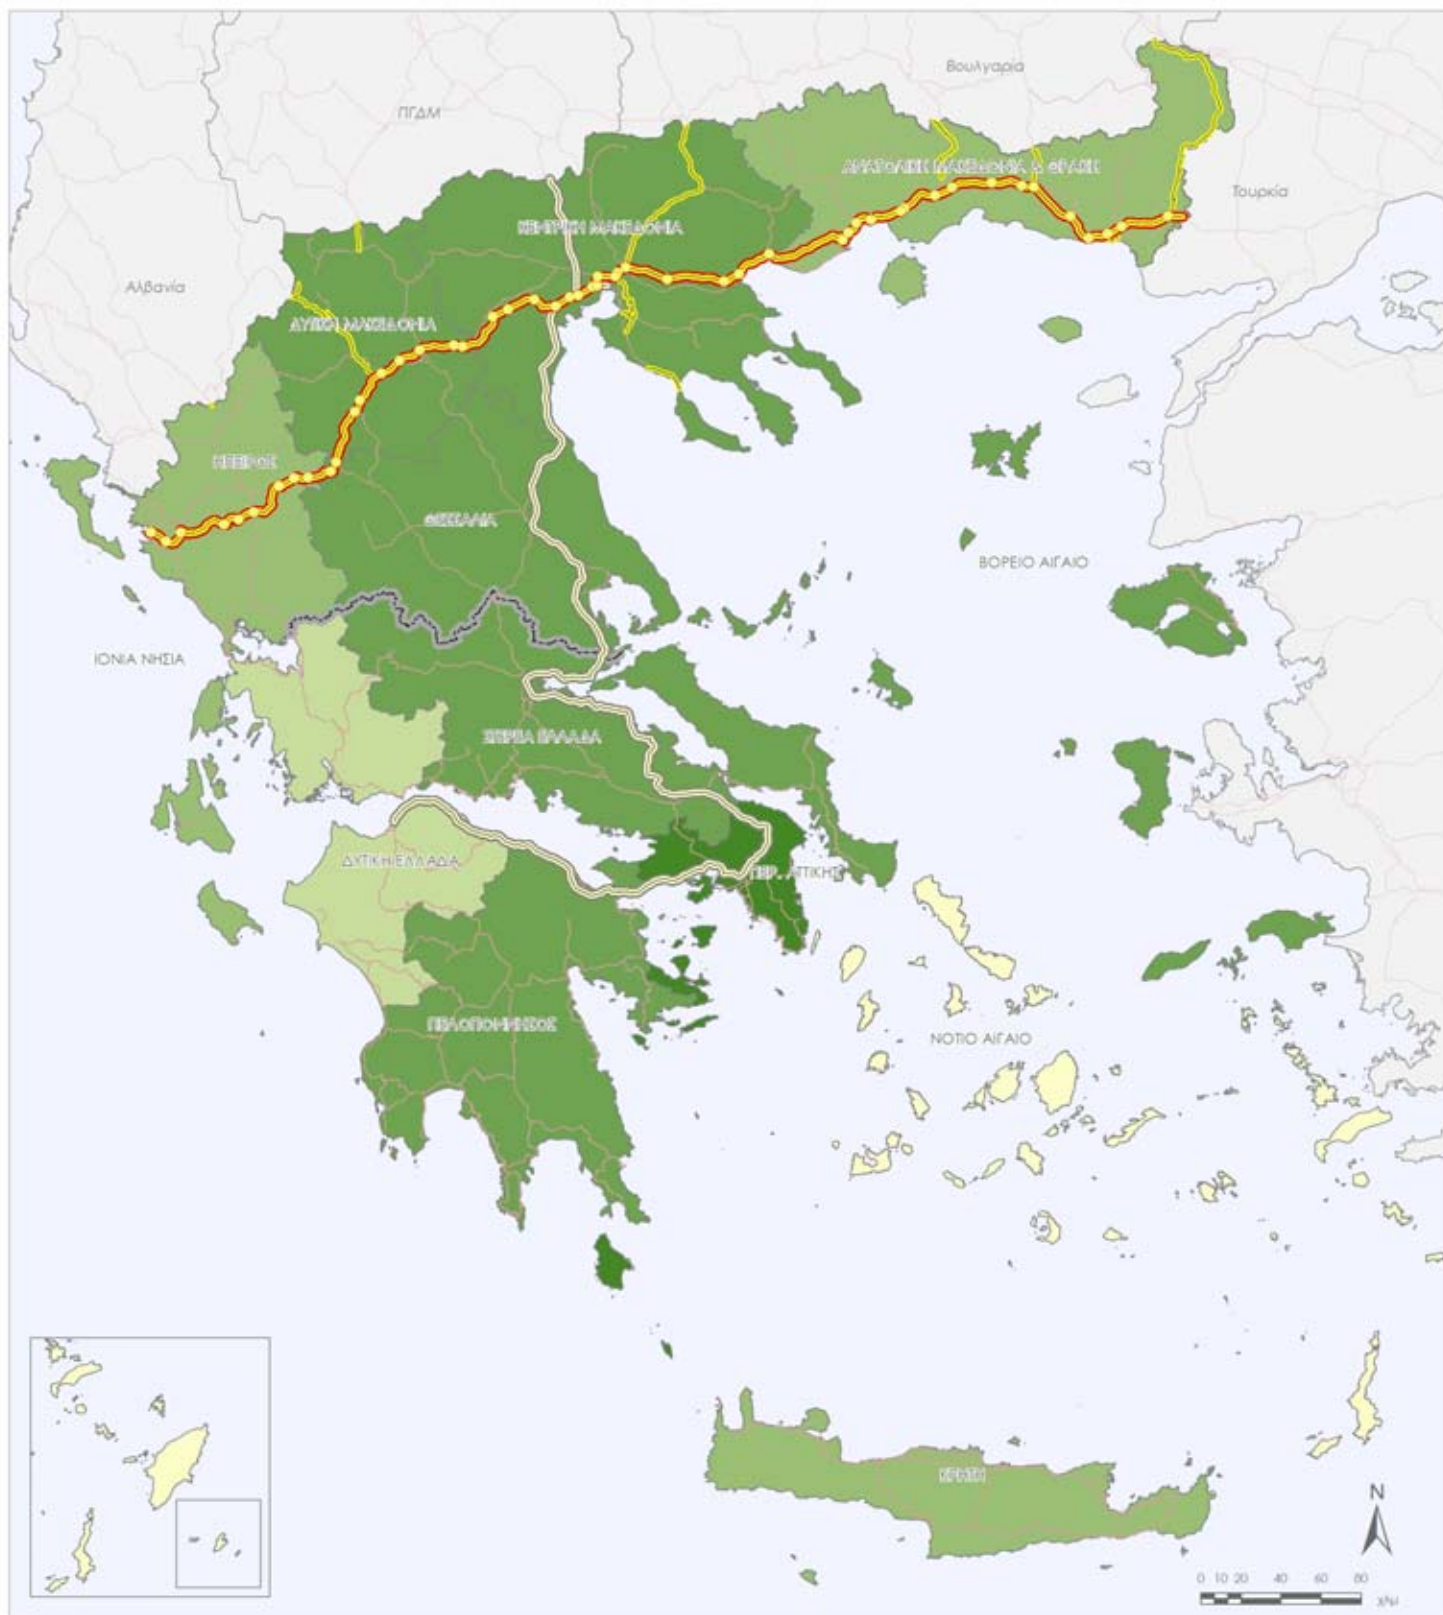 Βουλγαρία
ΠΓΔΜ
ΑΝΑΤΟΛΙΚΗ ΜΑΚΕΔΟΝΙΑ & ΘΡΑΚΗ
Τουρκία
ΚΕΝΤΡΙΚΗ ΜΑΚΕΔΟΝΙΑ
Αλβανία
ΔΥΤΙΚΗ ΜΑΚΕΔΟΝΙΑ
ΗΠΕΙΡΟΣ
ΘΕΣΣΑΛΙΑ
ΒΟΡΕΙΟ ΑΙΓΑΙΟ
ΙΟΝΙΑ ΝΗΣΙΑ
ΣΤΕΡΕΑ ΕΛΛΑΔΑ
ΔΥΤΙΚΗ ΕΛΛΑΔΑ
ΠΕΡ. ΑΤΤΙΚΗΣ
ΠΕΛΟΠΟΝΝΗΣΟΣ
ΝΟΤΙΟ ΑΙΓΑΙΟ
ΚΡΗΤΗ
N
0 10 20 40 60 80
Χλμ